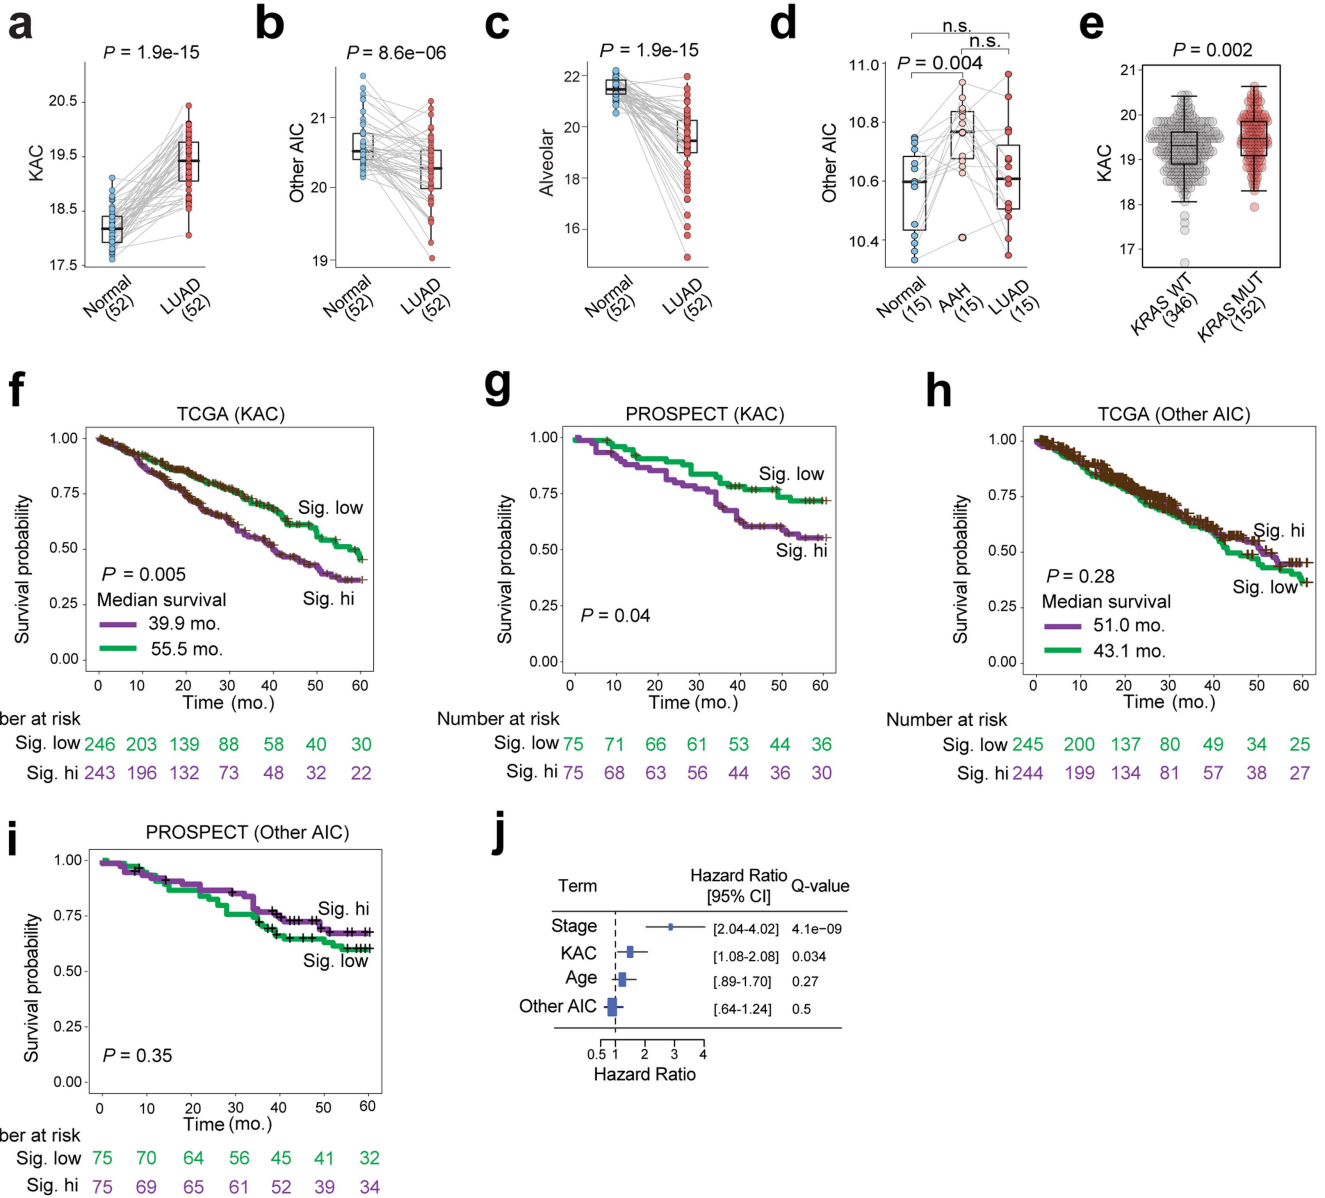 a
P = 1.9e-15
KAC
20.5
19.5
18.5
17.5
Normal
(52)
LUAD
(52)
b
P = 8.6e−06
Other AIC
21
20
19
Normal
(52)
LUAD
(52)
c
P = 1.9e-15
Alveolar
22
20
18
16
Normal
(52)
LUAD
(52)
d
n.s.
n.s.
P = 0.004
Other AIC
11.0
10.8
10.6
10.4
Normal
(15)
AAH
(15)
LUAD
(15)
e
P = 0.002
KAC
21
20
19
18
17
KRAS WT
(346)
KRAS MUT
(152)
f
TCGA (KAC)
Survival probability
1.00
0.75
0.50
0.25
0.00
Sig. low
Sig. hi
P = 0.005
Median survival
39.9 mo.
55.5 mo.
0 10 20 30 40 50 60
Time (mo.)
ber at risk
Sig. low 246 203 139 88 58 40 30
Sig. hi 243 196 132 73 48 32 22
g
PROSPECT (KAC)
Survival probability
1.00
0.75
0.50
0.25
0.00
Sig. low
Sig. hi
P = 0.04
0 10 20 30 40 50 60
Time (mo.)
Number at risk
Sig. low 75 71 66 61 53 44 36
Sig. hi 75 68 63 56 44 36 30
h
TCGA (Other AIC)
Survival probability
1.00
0.75
0.50
0.25
0.00
Sig. hi
Sig. low
P = 0.28
Median survival
51.0 mo.
43.1 mo.
0 10 20 30 40 50 60
Time (mo.)
Number at risk
Sig. low 245 200 137 80 49 34 25
Sig. hi 244 199 134 81 57 38 27
i
PROSPECT (Other AIC)
Survival probability
1.00
0.75
0.50
0.25
0.00
Sig. hi
Sig. low
P = 0.35
0 10 20 30 40 50 60
Time (mo.)
ber at risk
Sig. low 75 70 64 56 45 41 32
Sig. hi 75 69 65 61 52 39 34
j
Term Hazard Ratio [95% CI] Q-value
Stage [2.04-4.02] 4.1e−09
KAC [1.08-2.08] 0.034
Age [.89-1.70] 0.27
Other AIC [.64-1.24] 0.5
0.5 1 2 3 4
Hazard Ratio